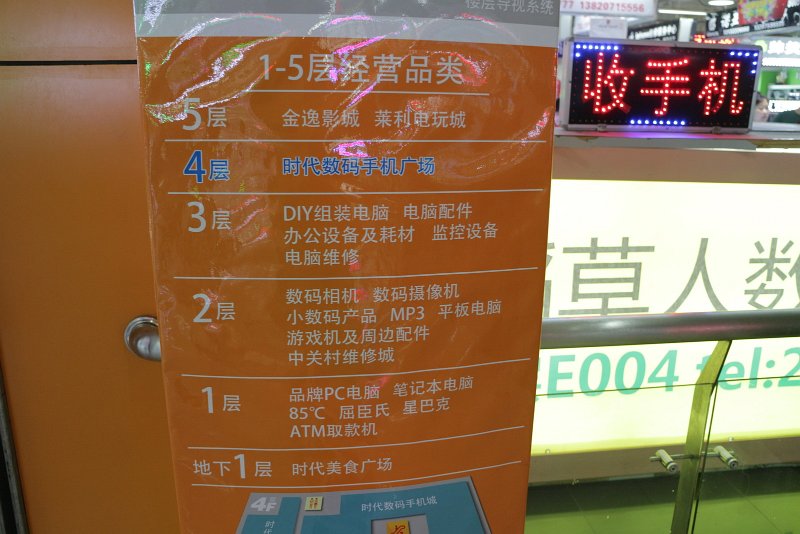 楼层导视系统
77 13820715556
1-5层经营品类
收手机
5层 金逸影城 莱利电玩城
4层 时代数码手机广场
3层 DIY组装电脑 电脑配件
办公设备及耗材 监控设备
电脑维修
2层 数码相机 数码摄像机
小数码产品 MP3 平板电脑
游戏机及周边配件
中关村维修城
1层 品牌PC电脑 笔记本电脑
85℃ 屈臣氏 星巴克
ATM取款机
地下1层 时代美食广场
4F
时代数码手机城
草人数
E004 tel:2